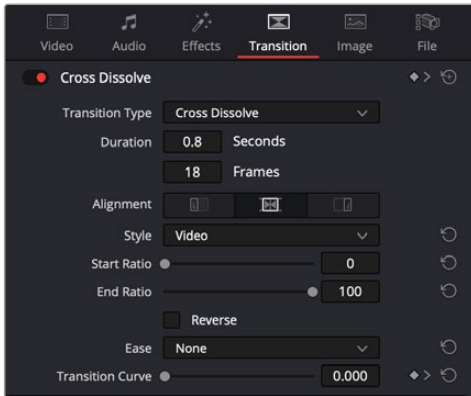 Video Audio Effects Transition Image File
Cross Dissolve
Transition Type Cross Dissolve
Duration 0.8 Seconds
18 Frames
Alignment
Style Video
Start Ratio 0
End Ratio 100
Reverse
Ease None
Transition Curve 0.000